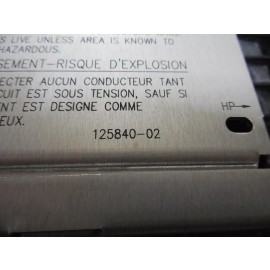 S LIVE UNLESS AREA IS KNOWN TO
HAZARDOUS.
SEMENT-RISQUE D'EXPLOSION
ECTER AUCUN CONDUCTEUR TANT
CUIT EST SOUS TENSION, SAUF SI
ENT EST DESIGNE COMME
EUX.
HP→
125840-02